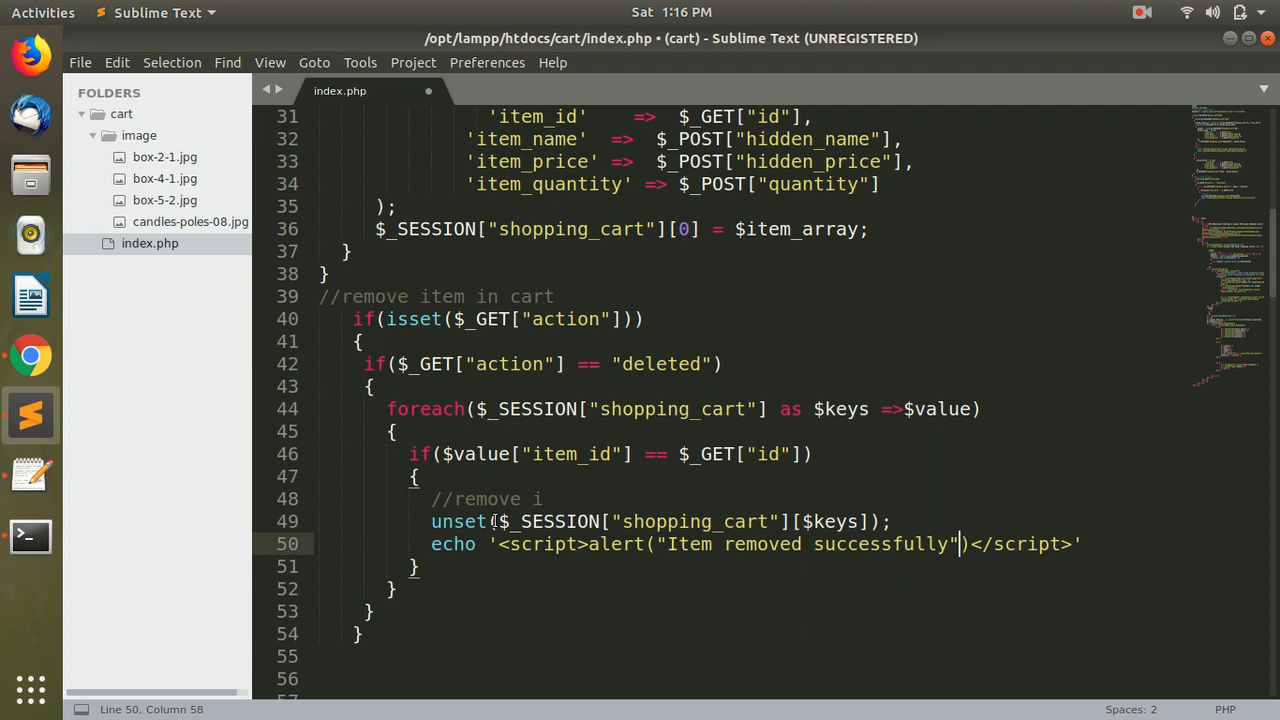 Activities Sublime Text Sat 1:16 PM
/opt/lampp/htdocs/cart/index.php • (cart) - Sublime Text (UNREGISTERED)
File Edit Selection Find View Goto Tools Project Preferences Help
FOLDERS
cart
image
box-2-1.jpg
box-4-1.jpg
box-5-2.jpg
candles-poles-08.jpg
index.php
index.php
31 'item_id' => $_GET["id"],
32 'item_name' => $_POST["hidden_name"],
33 'item_price' => $_POST["hidden_price"],
34 'item_quantity' => $_POST["quantity"]
35 );
36 $_SESSION["shopping_cart"][0] = $item_array;
37 }
38 }
39 //remove item in cart
40 if(isset($_GET["action"]))
41 {
42 if($_GET["action"] == "deleted")
43 {
44 foreach($_SESSION["shopping_cart"] as $keys =>$value)
45 {
46 if($value["item_id"] == $_GET["id"])
47 {
48 //remove i
49 unset($_SESSION["shopping_cart"][$keys]);
50 echo '<script>alert("Item removed successfully")</script>'
51 }
52 }
53 }
54 }
55
56
Line 50, Column 58 Spaces: 2 PHP